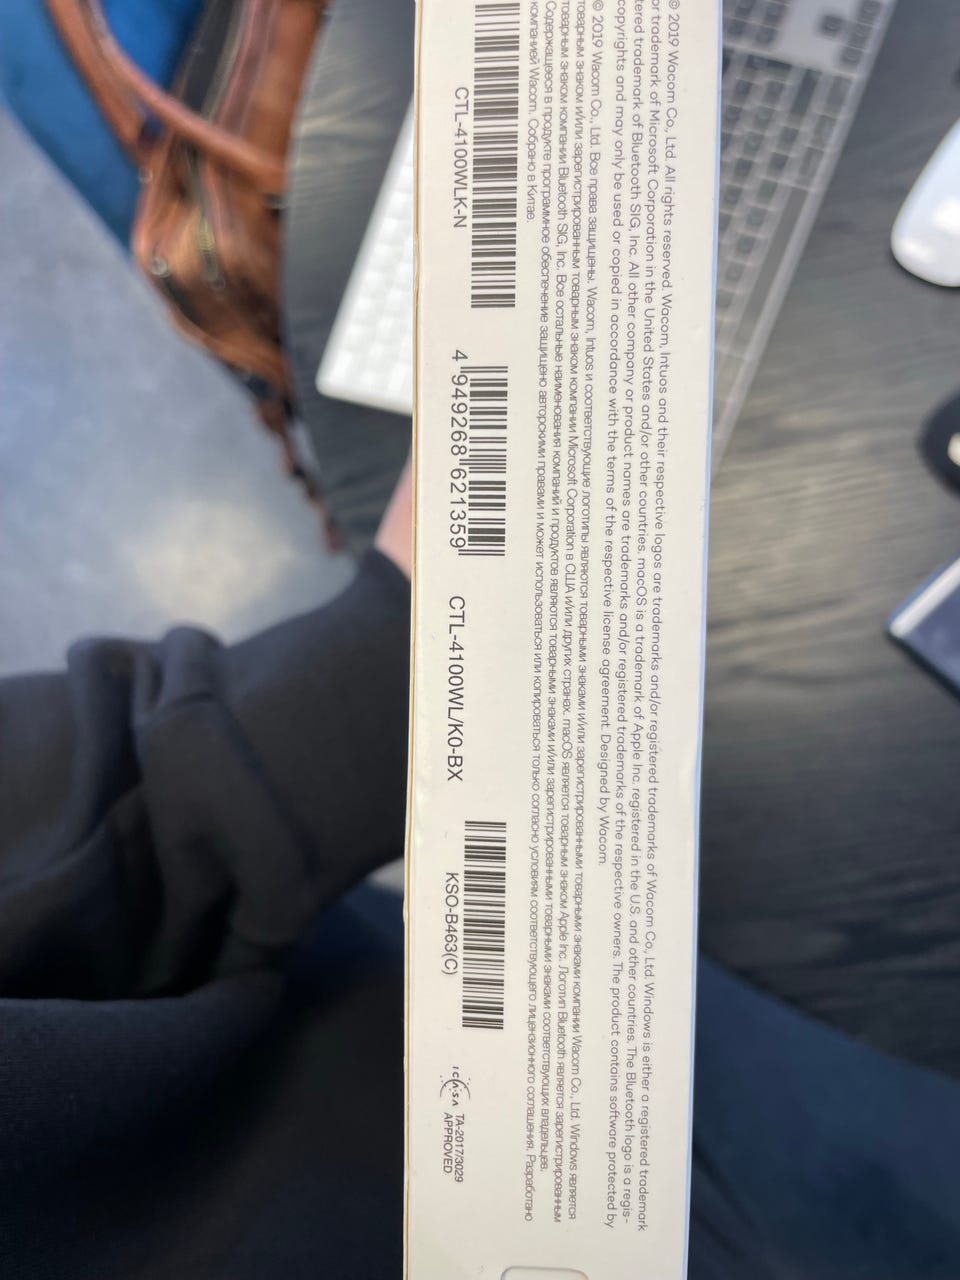 © 2019 Wacom Co., Ltd. All rights reserved. Wacom, Intuos and their respective logos are trademarks and/or registered trademarks of Wacom Co., Ltd. Windows is either a registered trademark
or trademark of Microsoft Corporation in the United States and/or other countries. macOS is a trademark of Apple Inc. registered in the U.S. and other countries. The Bluetooth logo is a regis-
tered trademark of Bluetooth SIG, Inc. All other company or product names are trademarks and/or registered trademarks of the respective owners. The product contains software protected by
copyrights and may only be used or copied in accordance with the terms of the respective license agreement. Designed by Wacom.
© 2019 Wacom Co., Ltd. Все права защищены. Wacom, Intuos и соответствующие логотипы являются товарными знаками и/или зарегистрированными товарными знаками компании Wacom Co., Ltd. Windows является
товарным знаком и/или зарегистрированным товарным знаком компании Microsoft Corporation в США и/или других странах. macOS является товарным знаком Apple Inc. Логотип Bluetooth является зарегистрированным
товарным знаком компании Bluetooth SIG, Inc. Все остальные наименования компаний и продуктов являются товарными знаками и/или зарегистрированными товарными знаками соответствующих владельцев.
Содержащееся в продукте программное обеспечение защищено авторскими правами и может использоваться или копироваться только согласно условиям соответствующего лицензионного соглашения. Разработано
компанией Wacom. Собрано в Китае.
CTL-4100WLK-N
4 949268 621359
CTL-4100WL/K0-BX
KSO-B463(C)
ICASA TA-2017/3029
APPROVED